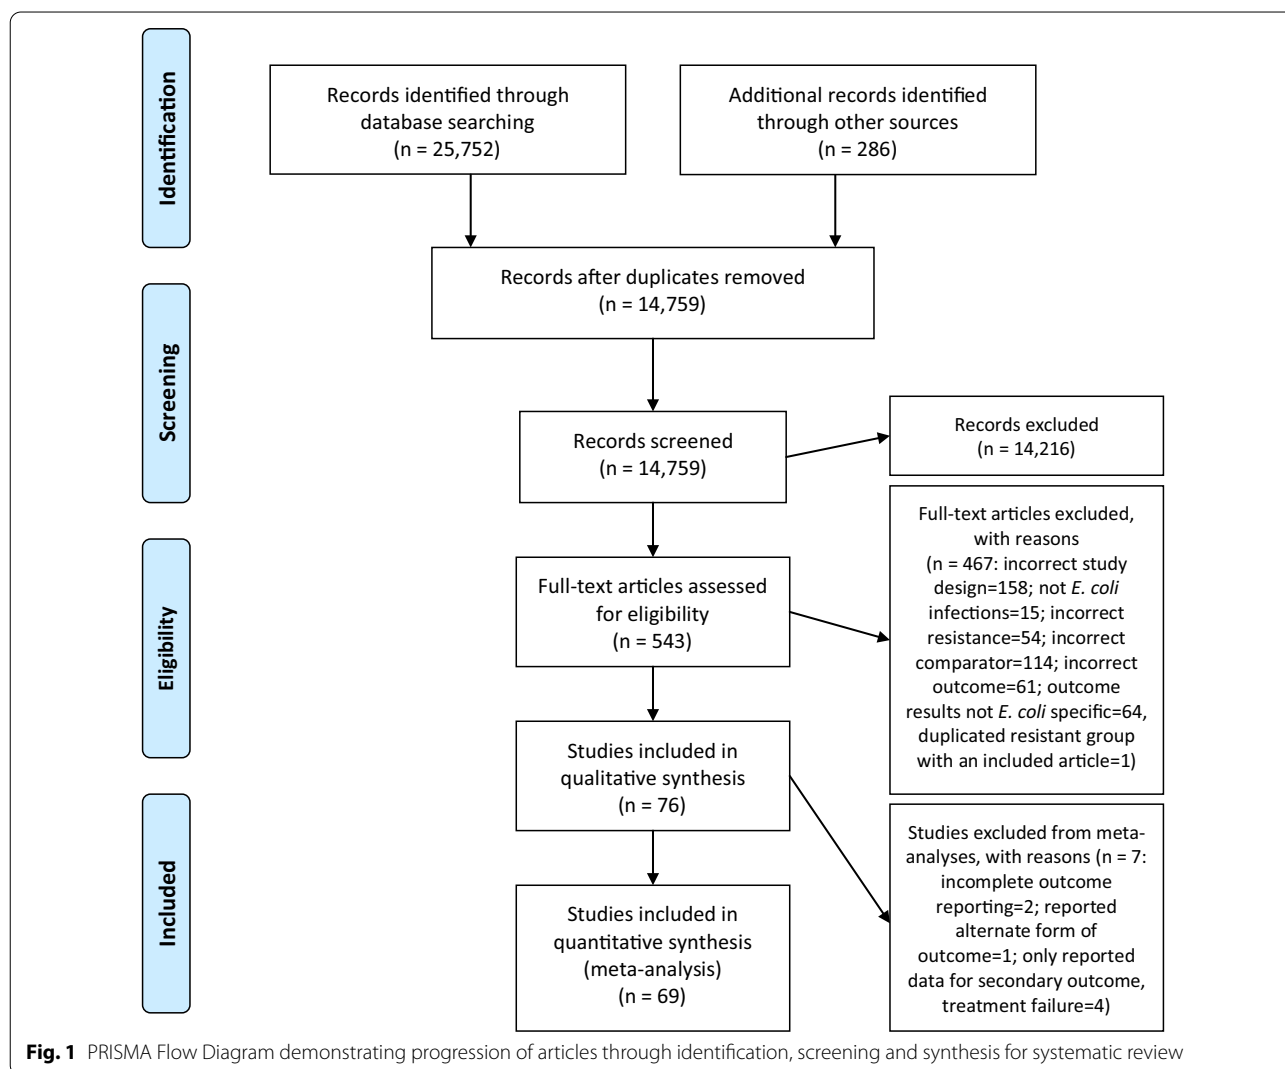 Identification
Records identified through
database searching
(n = 25,752)
Additional records identified
through other sources
(n = 286)
Records after duplicates removed
(n = 14,759)
Screening
Records screened
(n = 14,759)
Records excluded
(n = 14,216)
Eligibility
Full-text articles assessed
for eligibility
(n = 543)
Full-text articles excluded,
with reasons
(n = 467: incorrect study
design=158; not E. coli
infections=15; incorrect
resistance=54; incorrect
comparator=114; incorrect
outcome=61; outcome
results not E. coli specific=64,
duplicated resistant group
with an included article=1)
Studies included in
qualitative synthesis
(n = 76)
Included
Studies excluded from meta-
analyses, with reasons (n = 7:
incomplete outcome
reporting=2; reported
alternate form of
outcome=1; only reported
data for secondary outcome,
treatment failure=4)
Studies included in
quantitative synthesis
(meta-analysis)
(n = 69)
Fig. 1 PRISMA Flow Diagram demonstrating progression of articles through identification, screening and synthesis for systematic review